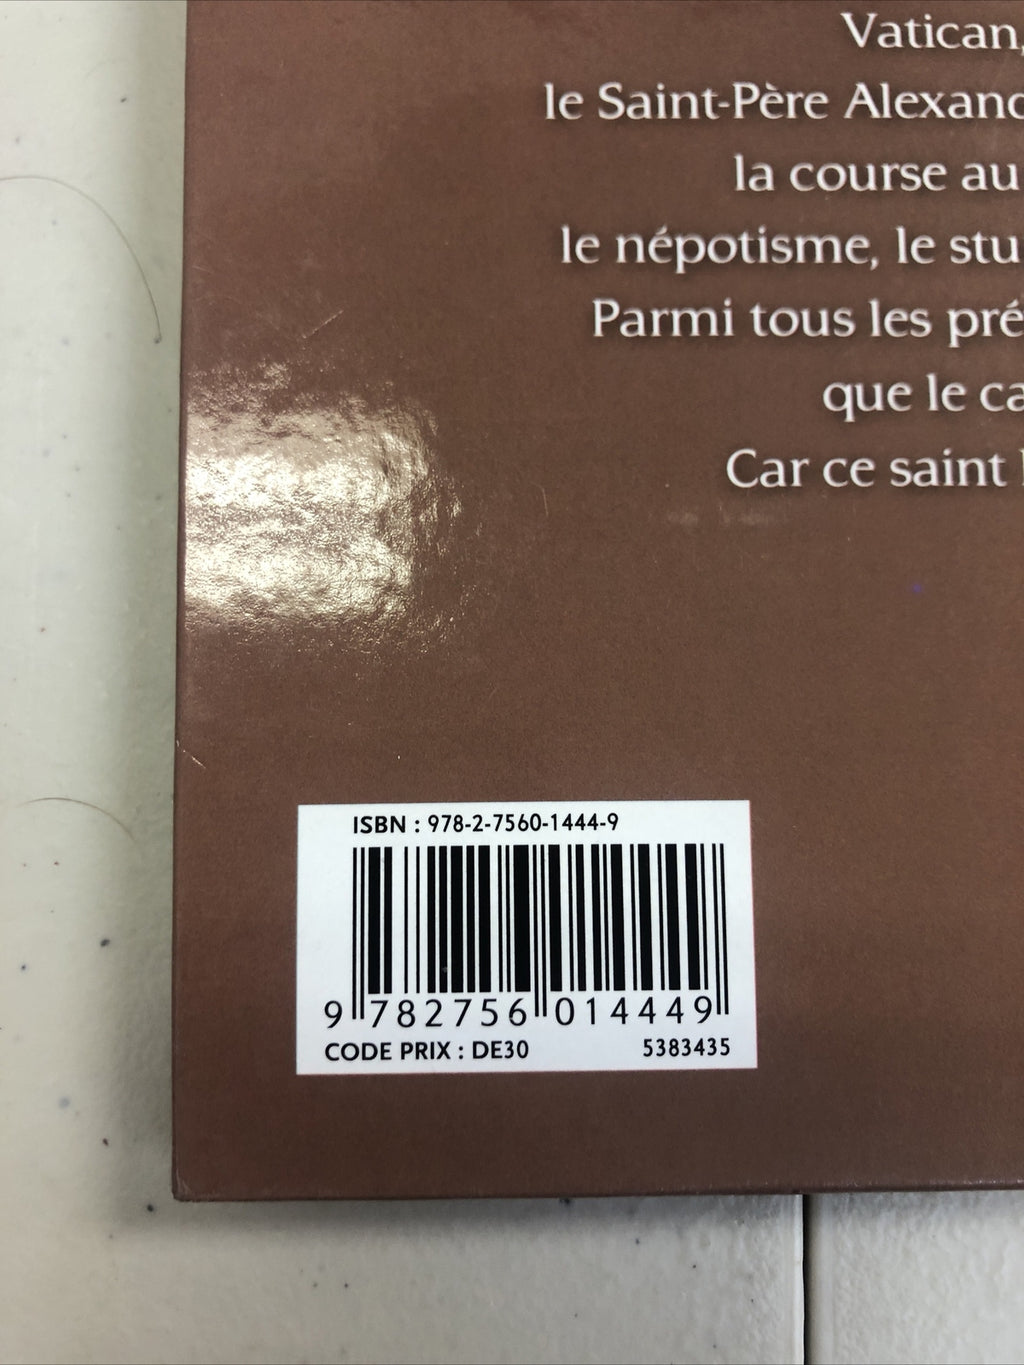 Vatican,
le Saint-Père Alexand
la course au
le népotisme, le stu
Parmi tous les pré
que le ca
Car ce saint
ISBN : 978-2-7560-1444-9
9 782756 014449
CODE PRIX : DE30 5383435